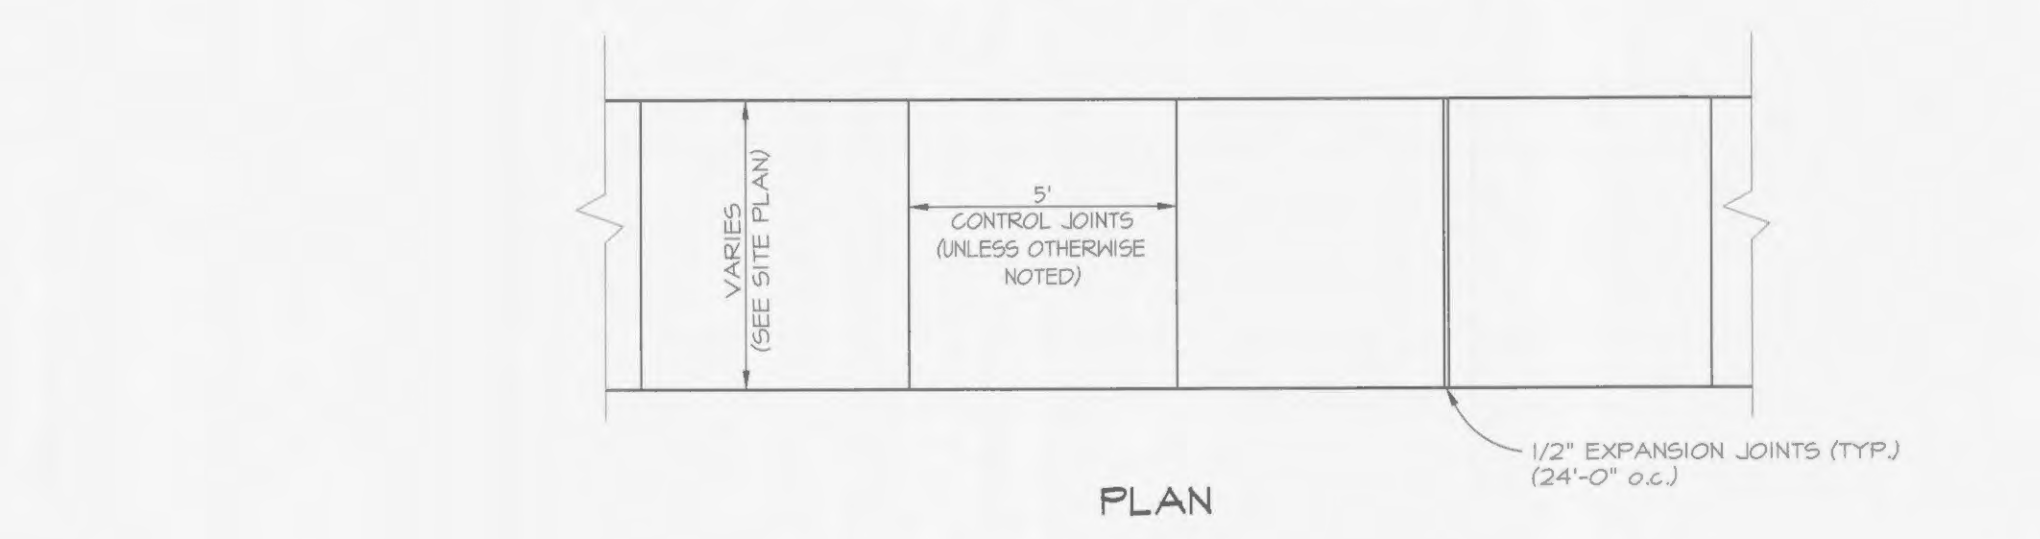 VARIES
(SEE SITE PLAN)
5'
CONTROL JOINTS
(UNLESS OTHERWISE
NOTED)
1/2" EXPANSION JOINTS (TYP.)
(24'-0" o.c.)
PLAN